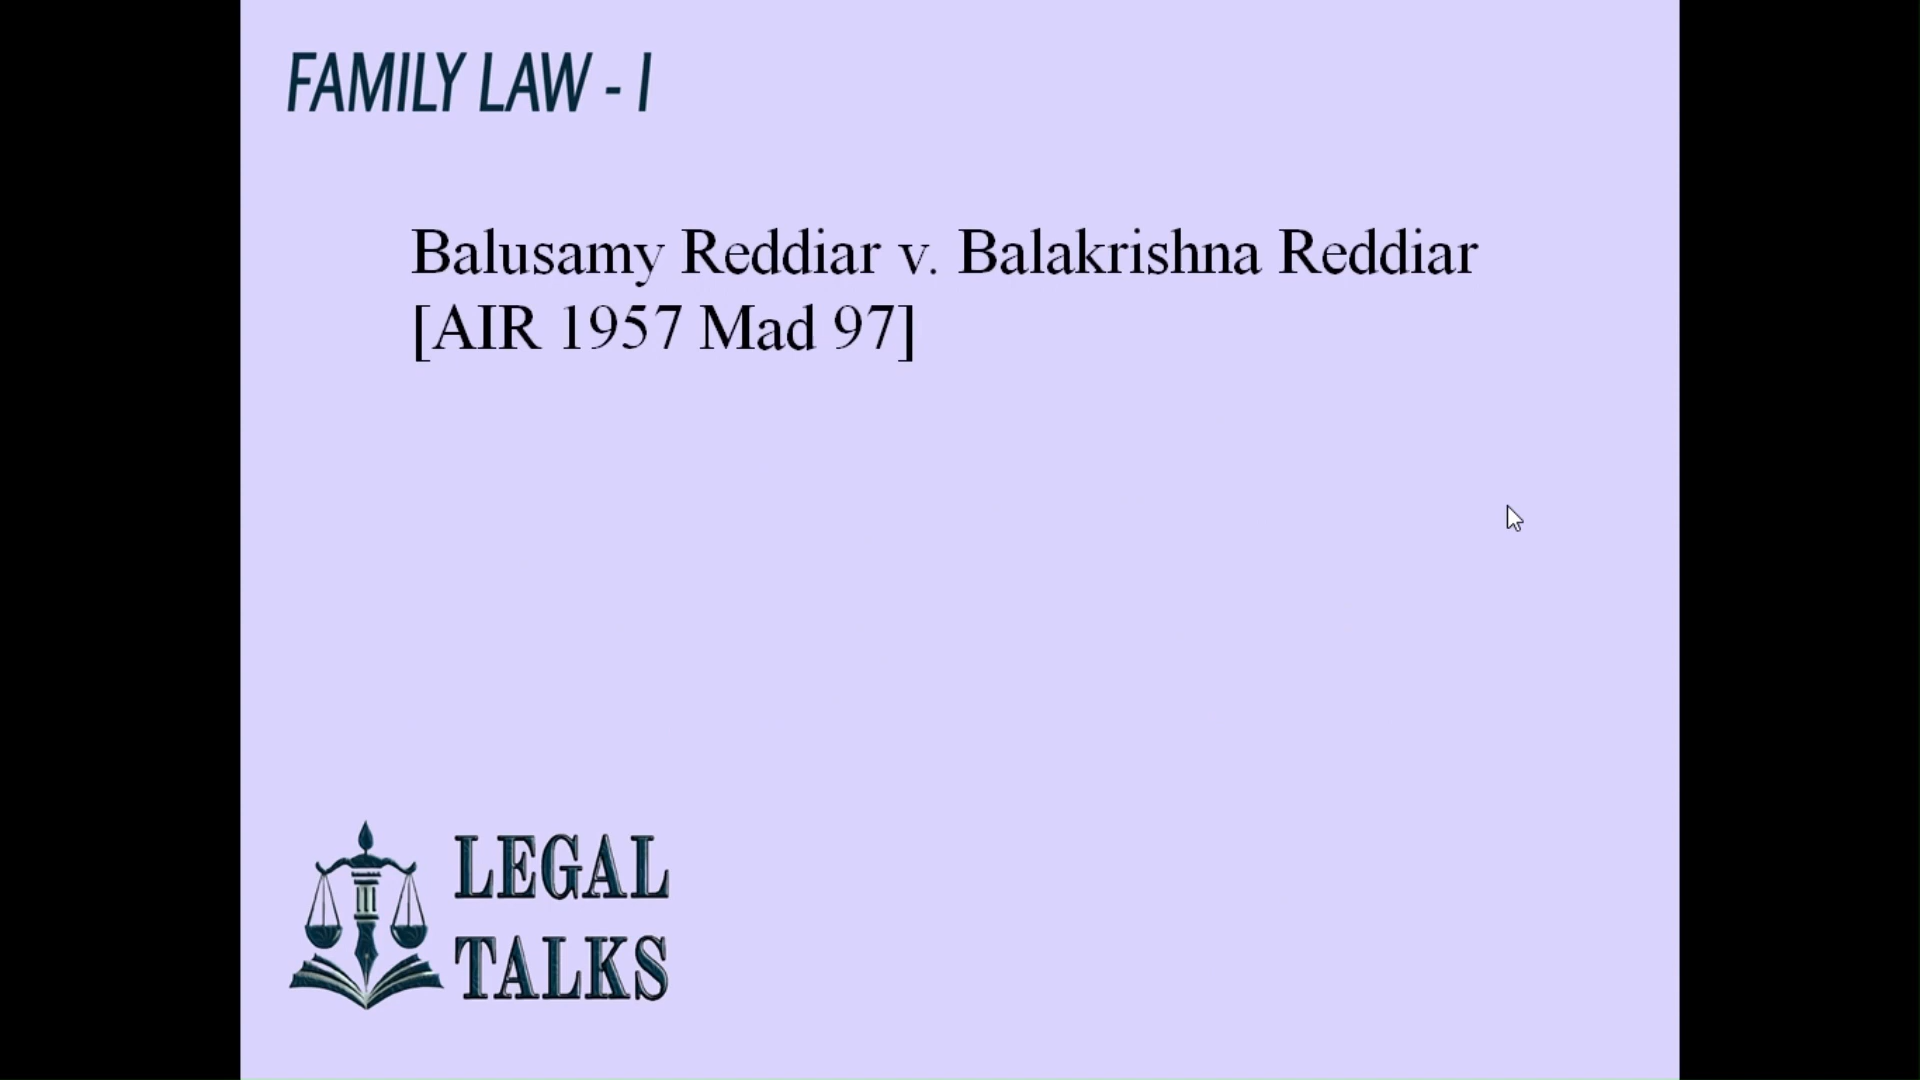 FAMILY LAW - I
Balusamy Reddiar v. Balakrishna Reddiar
[AIR 1957 Mad 97]
LEGAL
TALKS